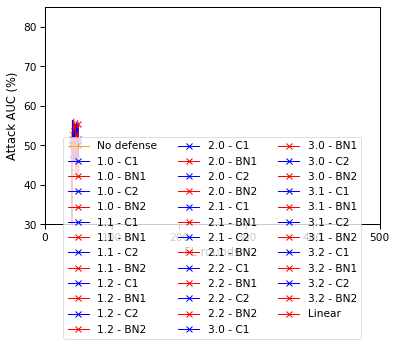 Attack AUC (%)
80
70
60
50
40
30
0
500
No defense
1.0 - C1
1.0 - BN1
1.0 - C2
1.0 - BN2
1.1 - C1
1.1 - BN1
1.1 - C2
1.1 - BN2
1.2 - C1
1.2 - BN1
1.2 - C2
1.2 - BN2
2.0 - C1
2.0 - BN1
2.0 - C2
2.0 - BN2
2.1 - C1
2.1 - BN1
2.1 - C2
2.1 - BN2
2.2 - C1
2.2 - BN1
2.2 - C2
2.2 - BN2
3.0 - C1
3.0 - BN1
3.0 - C2
3.0 - BN2
3.1 - C1
3.1 - BN1
3.1 - C2
3.1 - BN2
3.2 - C1
3.2 - BN1
3.2 - C2
3.2 - BN2
Linear